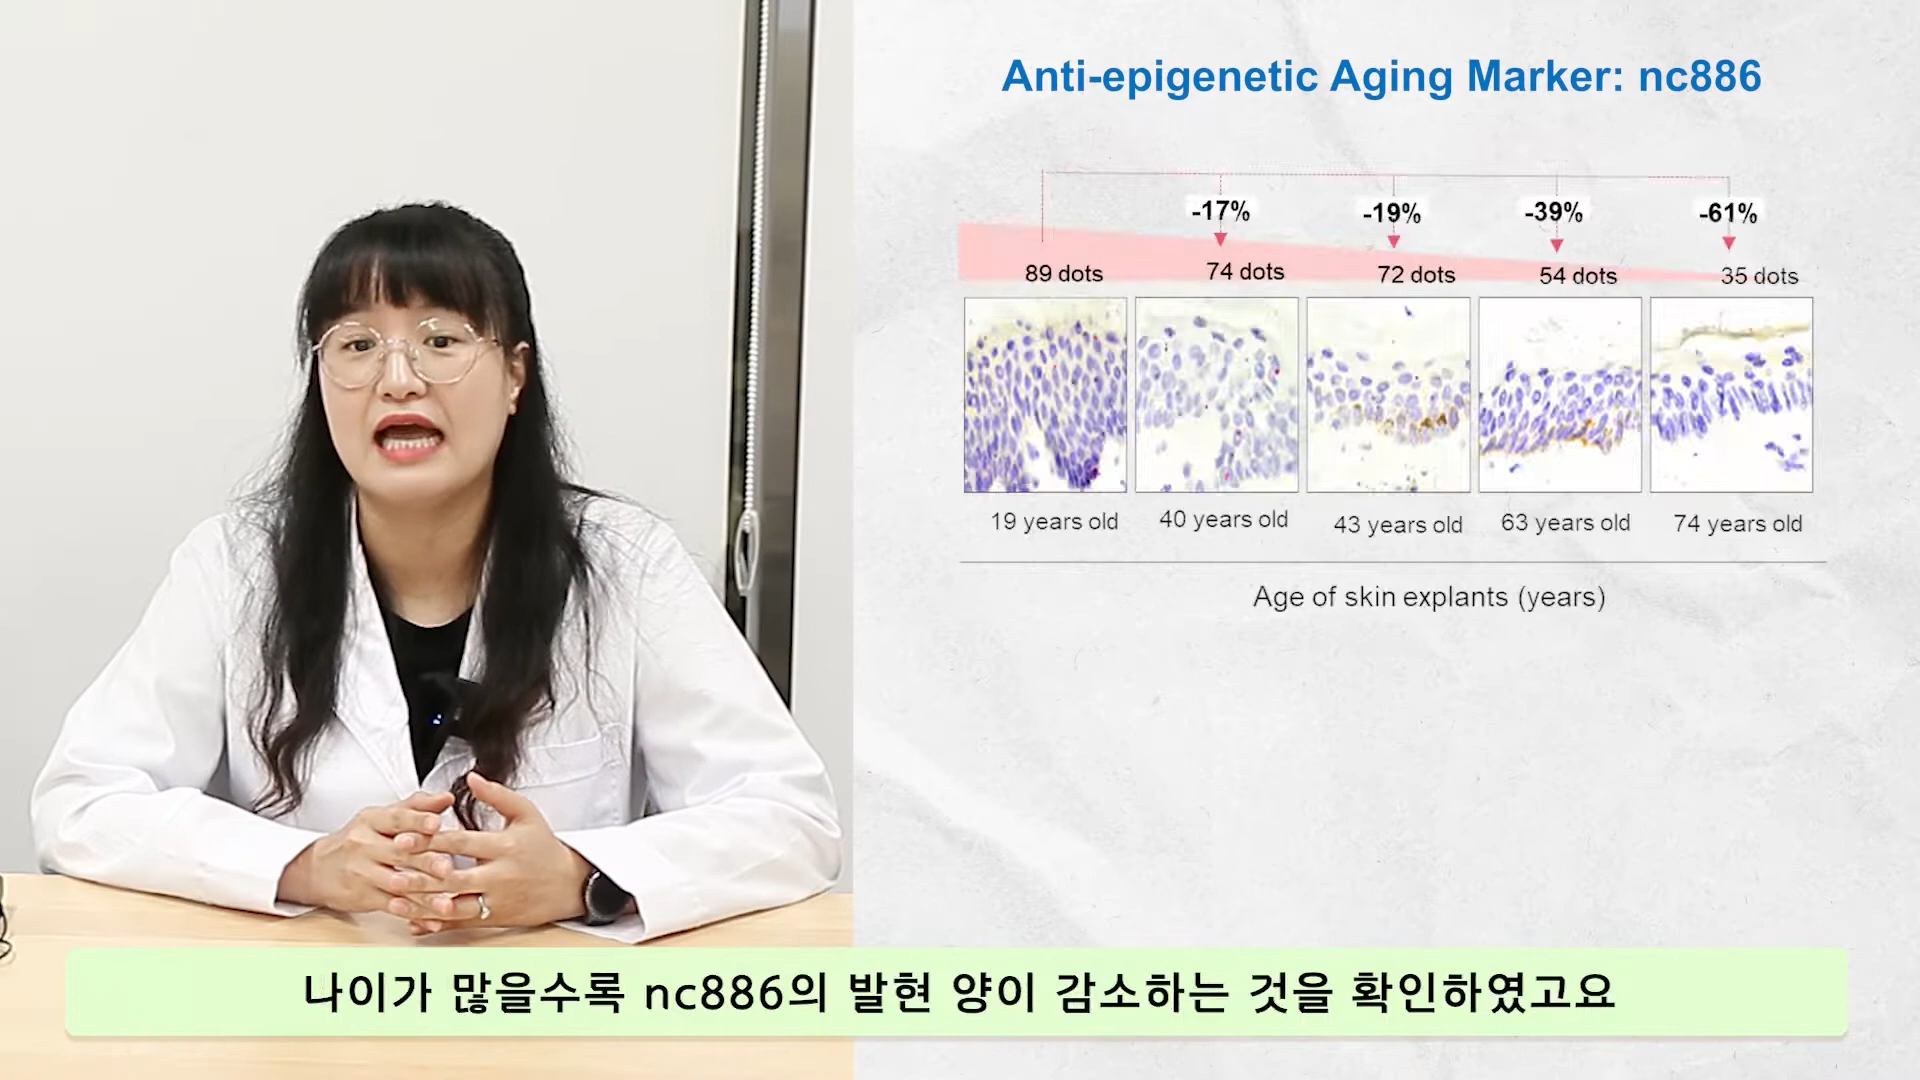 Anti-epigenetic Aging Marker: nc886
-17% -19% -39% -61%
89 dots 74 dots 72 dots 54 dots 35 dots
19 years old 40 years old 43 years old 63 years old 74 years old
Age of skin explants (years)
나이가 많을수록 nc886의 발현 양이 감소하는 것을 확인하였고요